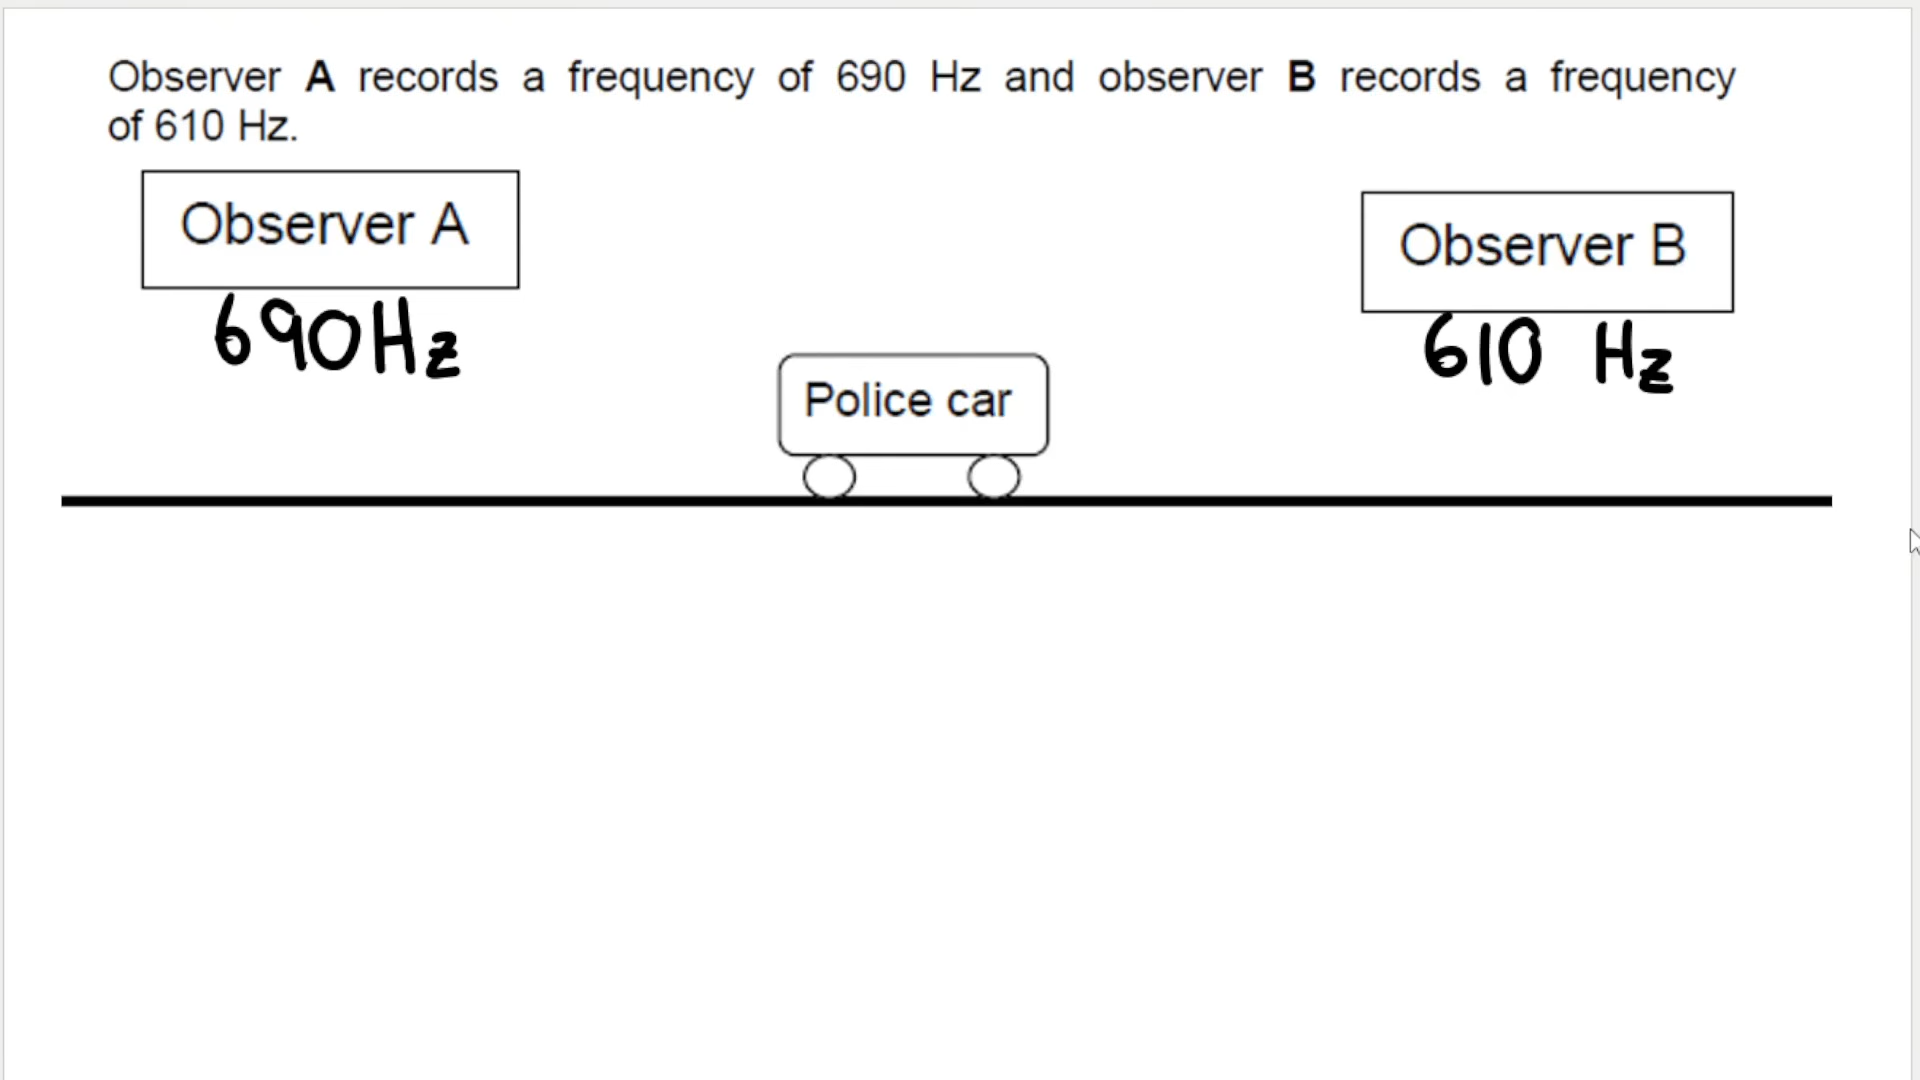 Observer A records a frequency of 690 Hz and observer B records a frequency
of 610 Hz.
Observer A
690Hz
Observer B
610 Hz
Police car